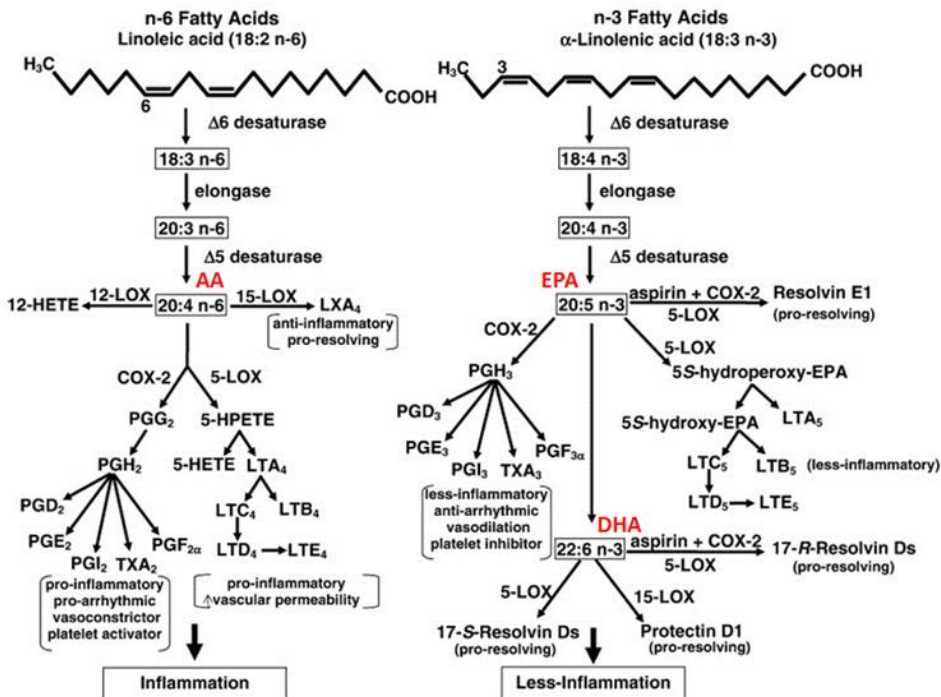 n-6 Fatty Acids
Linoleic acid (18:2 n-6)
H₃C
6
COOH
Δ6 desaturase
18:3 n-6
elongase
20:3 n-6
Δ5 desaturase
AA
12-HETE
12-LOX
20:4 n-6
15-LOX
LXA₄
anti-inflammatory
pro-resolving
COX-2
5-LOX
PGG₂
5-HPETE
PGH₂
5-HETE
LTA₄
PGD₂
LTC₄
LTB₄
PGE₂
PGI₂
TXA₂
PGF₂α
LTD₄
LTE₄
pro-inflammatory
pro-arrhythmic
vasoconstrictor
platelet activator
pro-inflammatory
↑vascular permeability
Inflammation
n-3 Fatty Acids
α-Linolenic acid (18:3 n-3)
H₃C
3
COOH
Δ6 desaturase
18:4 n-3
elongase
20:4 n-3
Δ5 desaturase
EPA
20:5 n-3
aspirin + COX-2
5-LOX
Resolvin E1
(pro-resolving)
COX-2
5-LOX
PGH₃
5S-hydroperoxy-EPA
PGD₃
5S-hydroxy-EPA
LTA₅
PGE₃
PGI₃
TXA₃
PGF₃α
LTC₅
LTB₅
(less-inflammatory)
LTD₅
LTE₅
less-inflammatory
anti-arrhythmic
vasodilation
platelet inhibitor
DHA
22:6 n-3
aspirin + COX-2
5-LOX
17-R-Resolvin Ds
(pro-resolving)
5-LOX
15-LOX
17-S-Resolvin Ds
(pro-resolving)
Protectin D1
(pro-resolving)
Less-Inflammation